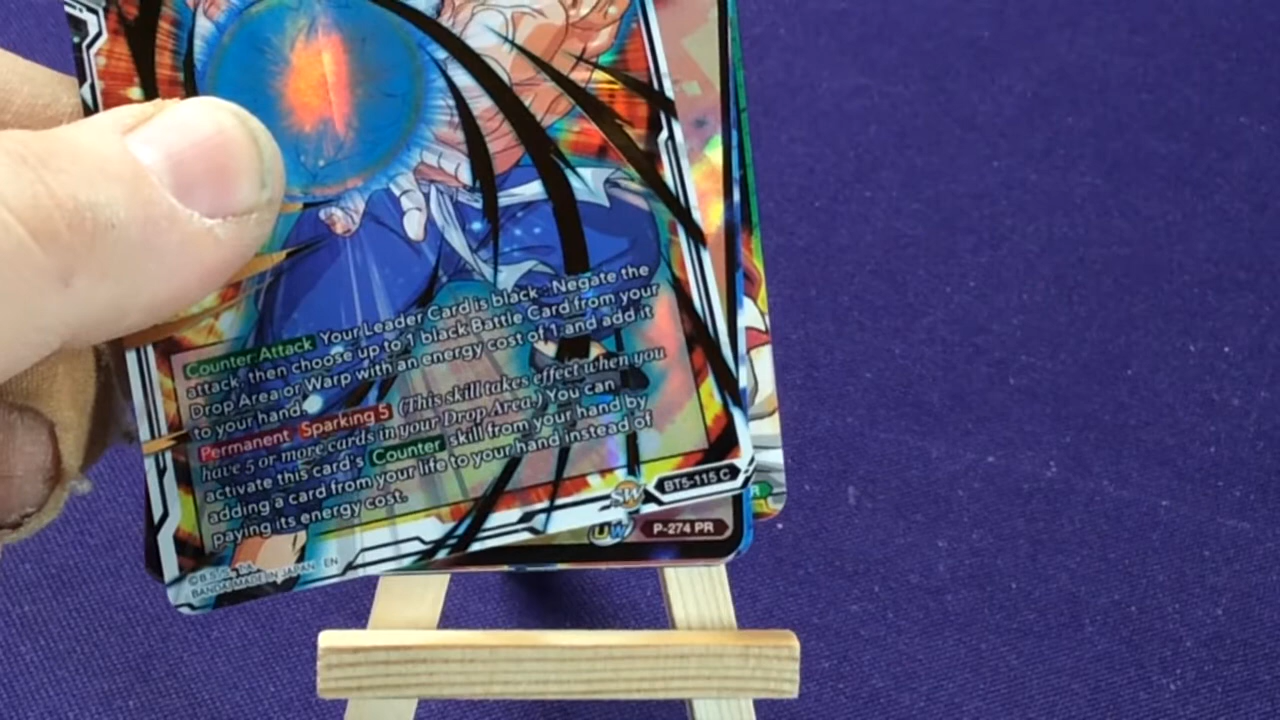 Counter:Attack Your Leader Card is black : Negate the
attack, then choose up to 1 black Battle Card from your
Drop Area or Warp with an energy cost of 1 and add it
to your hand.
Permanent Sparking 5 (This skill takes effect when you
have 5 or more cards in your Drop Area.) You can
activate this card's Counter skill from your hand by
adding a card from your life to your hand instead of
paying its energy cost.
SW BT5-115 C
UW P-274 PR
R
BANDAI MADE IN JAPAN EN